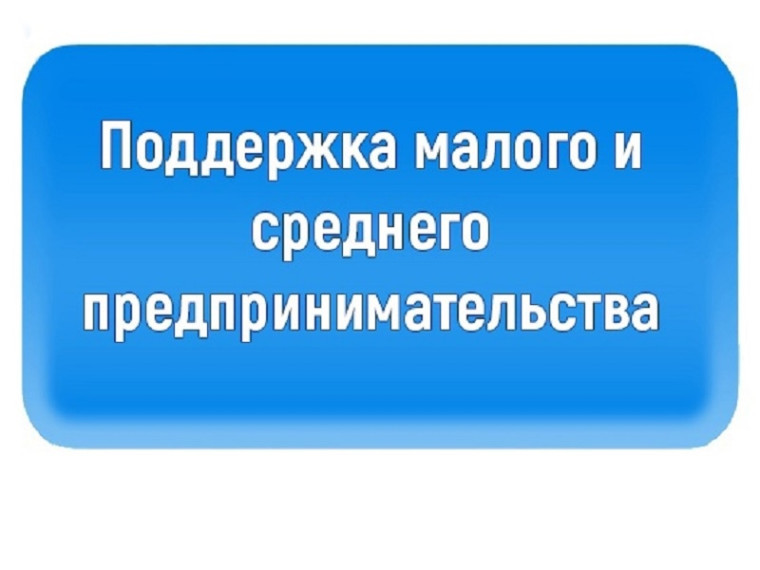 Поддержка малого и
среднего
предпринимательства